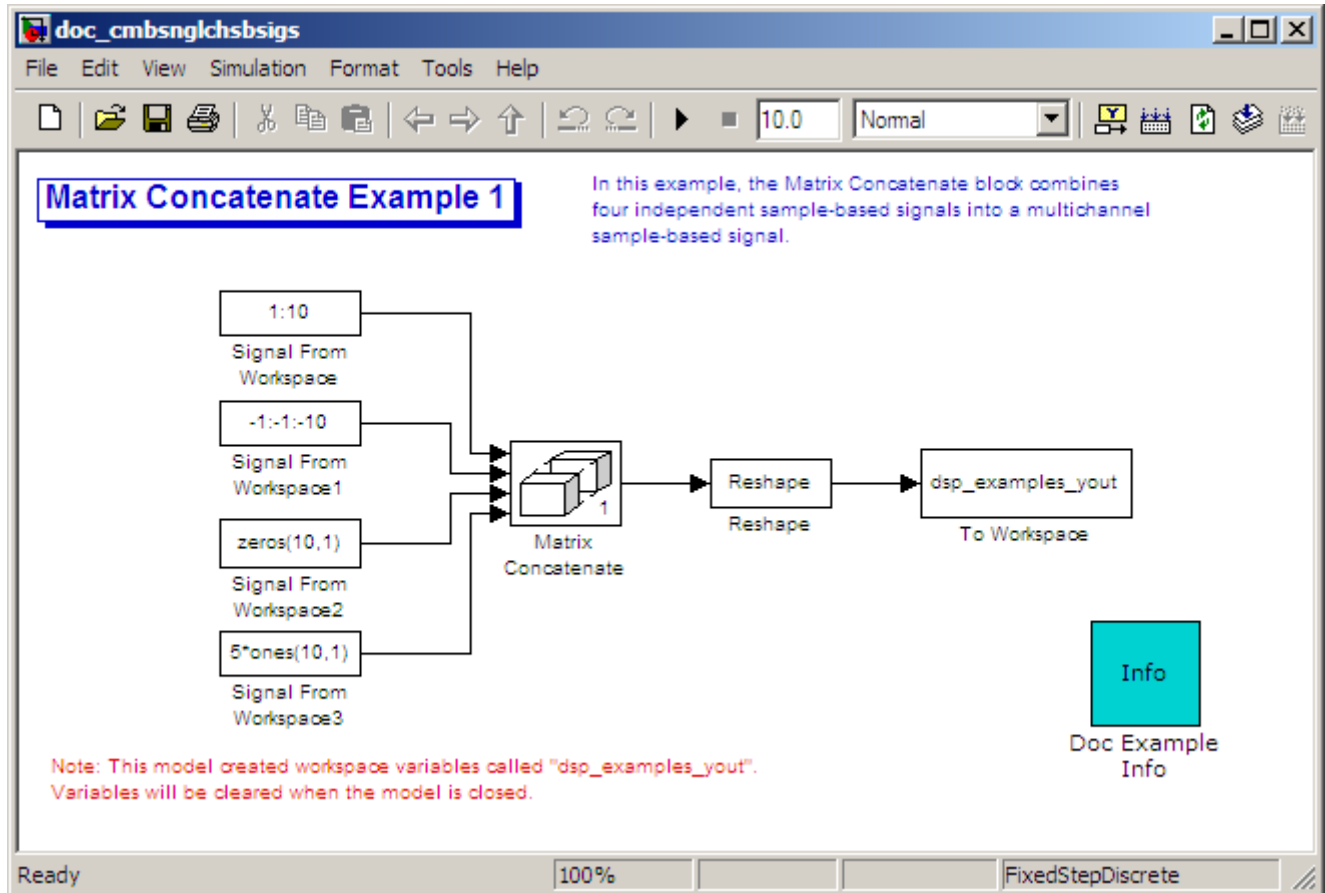 doc_cmbsnglchsbsigs
File Edit View Simulation Format Tools Help
10.0 Normal
Matrix Concatenate Example 1
In this example, the Matrix Concatenate block combines
four independent sample-based signals into a multichannel
sample-based signal.
1:10
Signal From
Workspace
-1:-1:-10
Signal From
Workspace1
zeros(10,1)
Signal From
Workspace2
5*ones(10,1)
Signal From
Workspace3
1
Matrix
Concatenate
Reshape
Reshape
dsp_examples_yout
To Workspace
Info
Doc Example
Info
Note: This model created workspace variables called "dsp_examples_yout".
Variables will be cleared when the model is closed.
Ready 100% FixedStepDiscrete